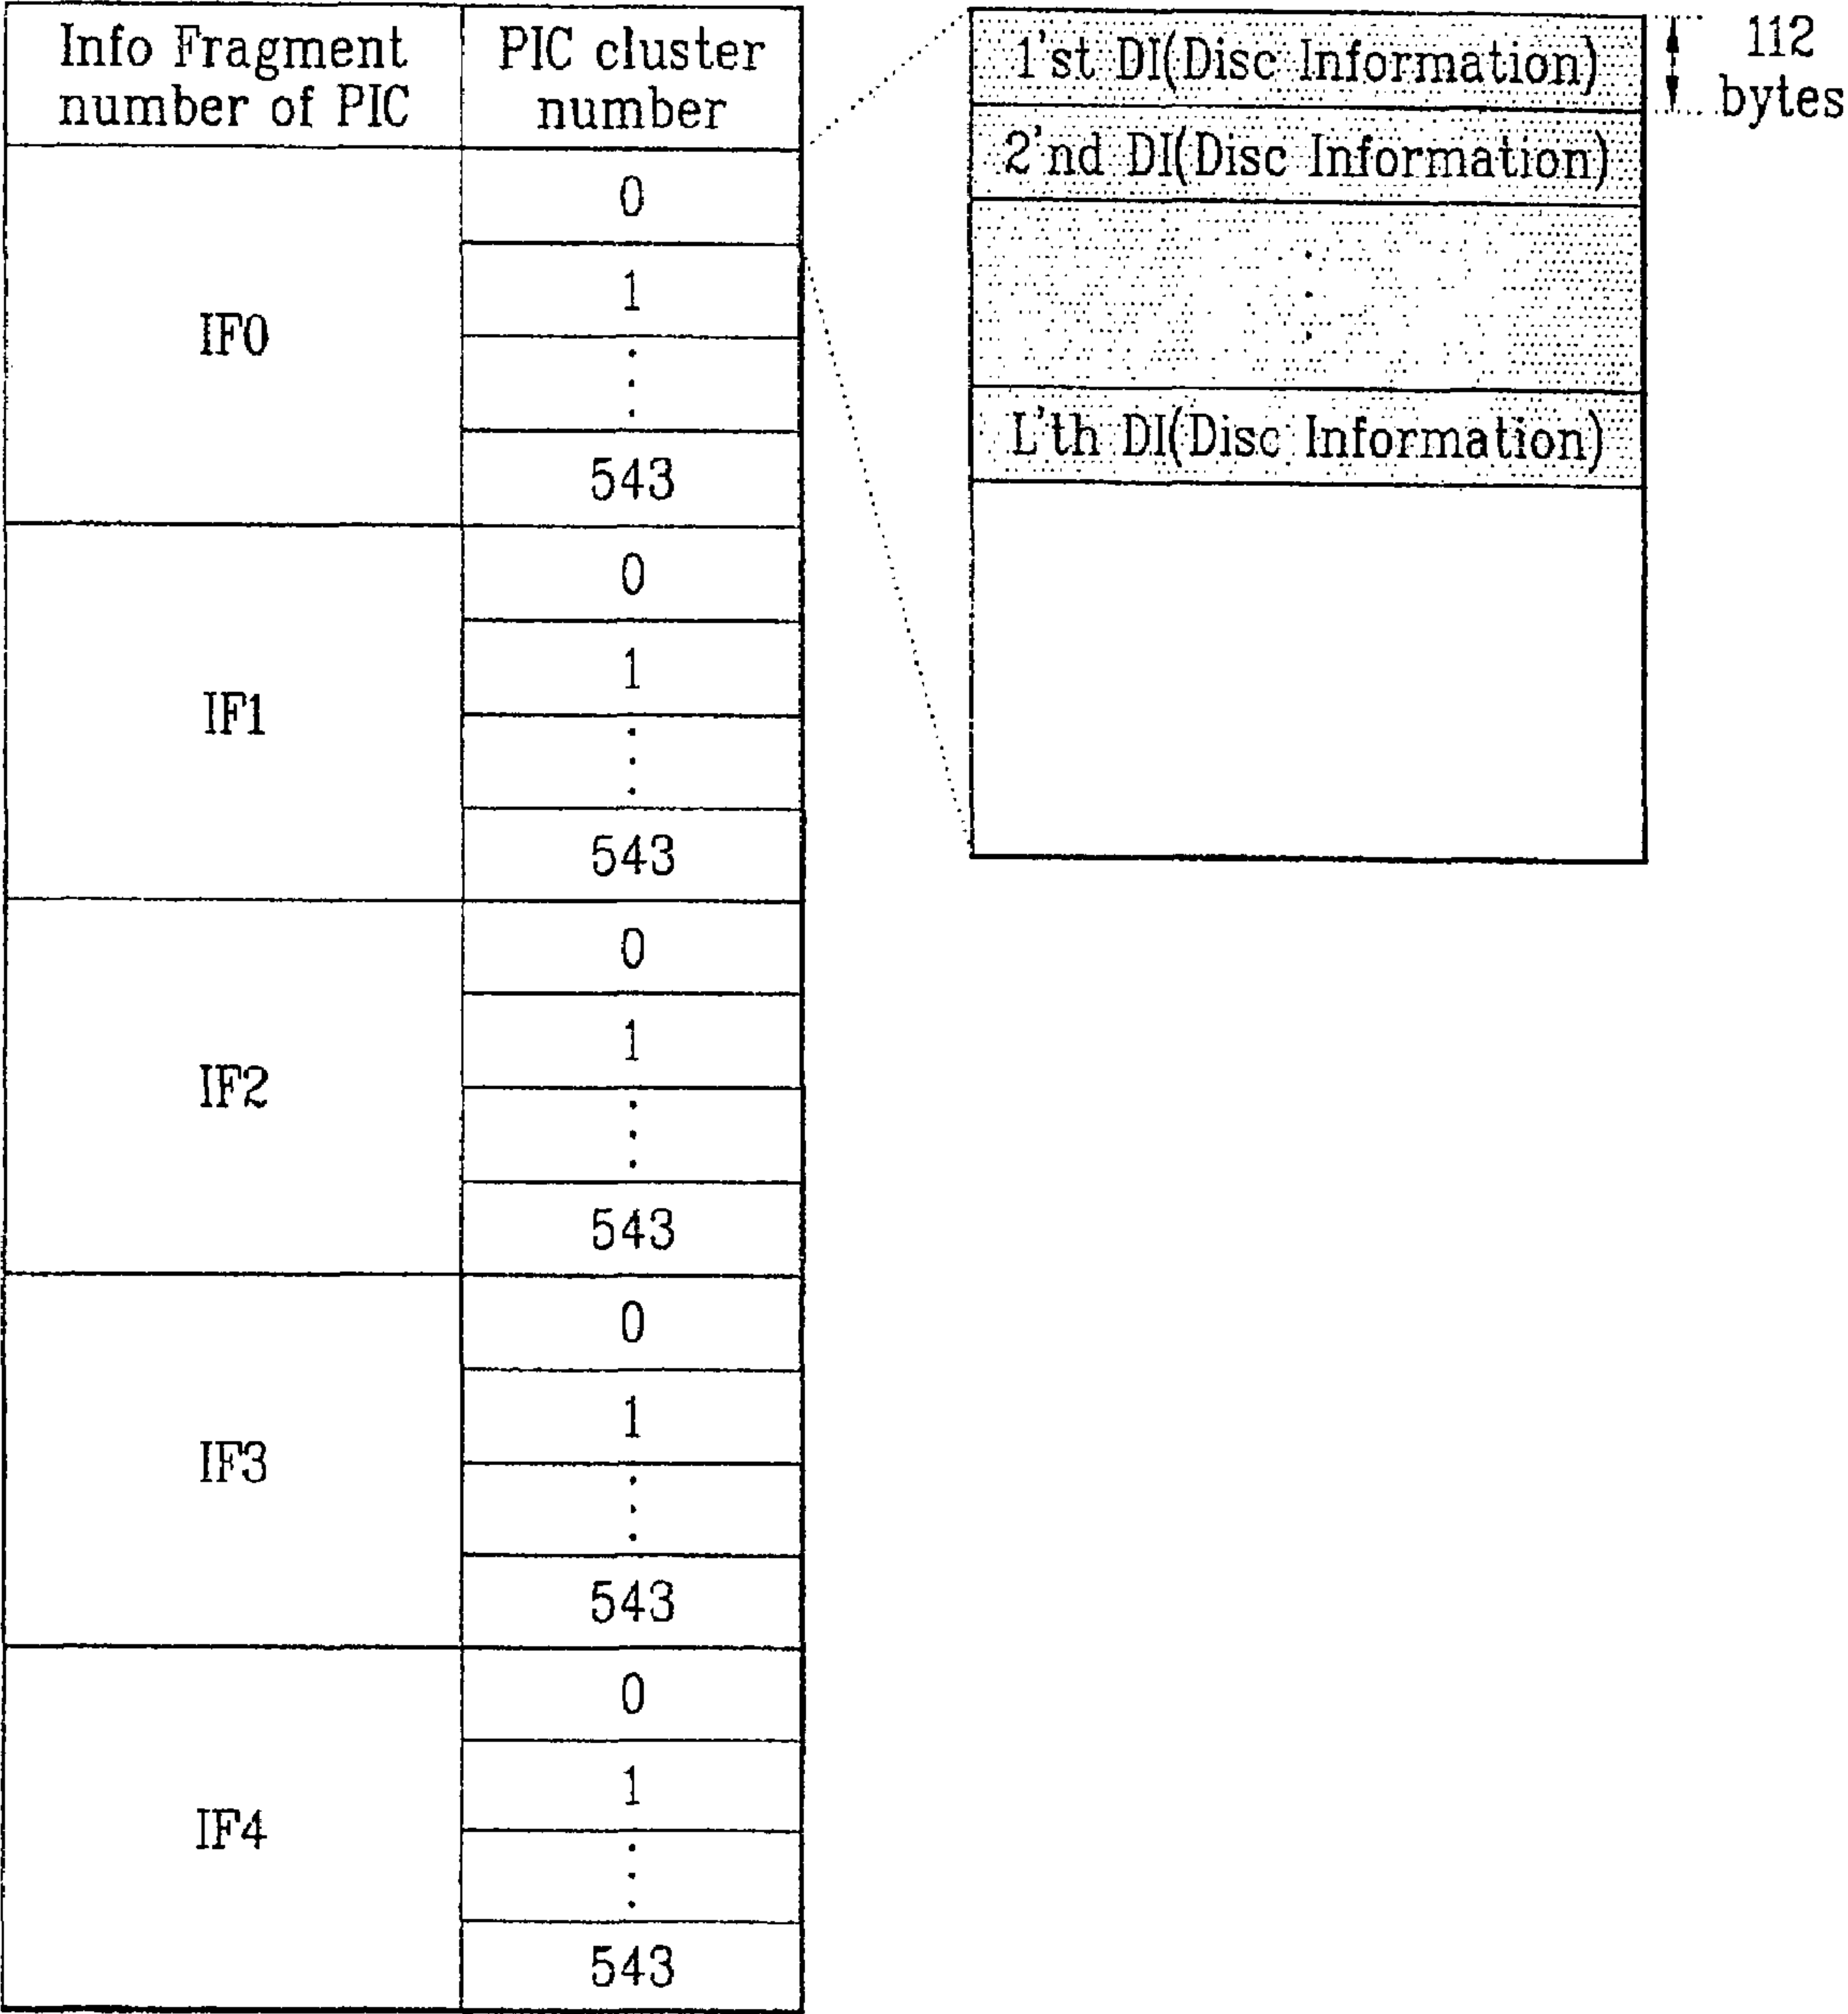 Info Fragment
number of PIC
PIC cluster
number
IF0
0
1
543
IF1
0
1
543
IF2
0
1
543
IF3
0
1
543
IF4
0
1
543
1'st DI(Disc Information)
2'nd DI(Disc Information)
L'th DI(Disc Information)
112
bytes